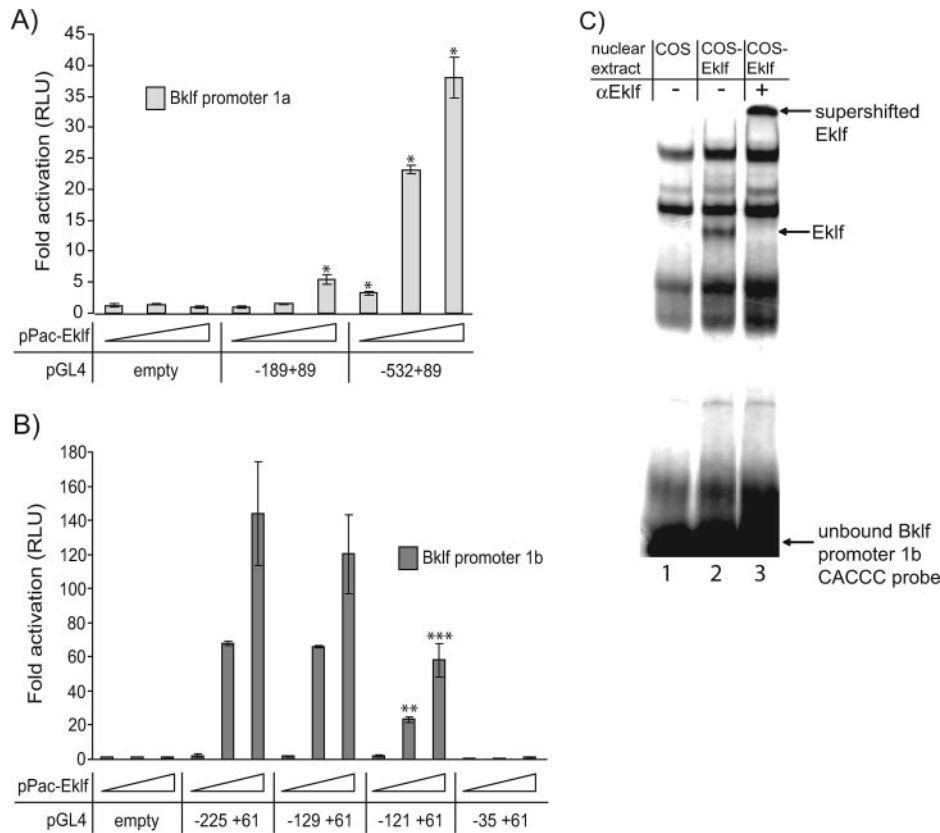 A)
Fold activation (RLU)
45
40
35
30
25
20
15
10
5
0
Bklf promoter 1a
*
*
*
*
pPac-Eklf
pGL4 empty -189+89 -532+89
B)
Fold activation (RLU)
180
160
140
120
100
80
60
40
20
0
Bklf promoter 1b
**
***
pPac-Eklf
pGL4 empty -225 +61 -129 +61 -121 +61 -35 +61
C)
nuclear extract COS COS-Eklf COS-Eklf
αEklf - - +
supershifted
Eklf
Eklf
unbound Bklf
promoter 1b
CACCC probe
1 2 3